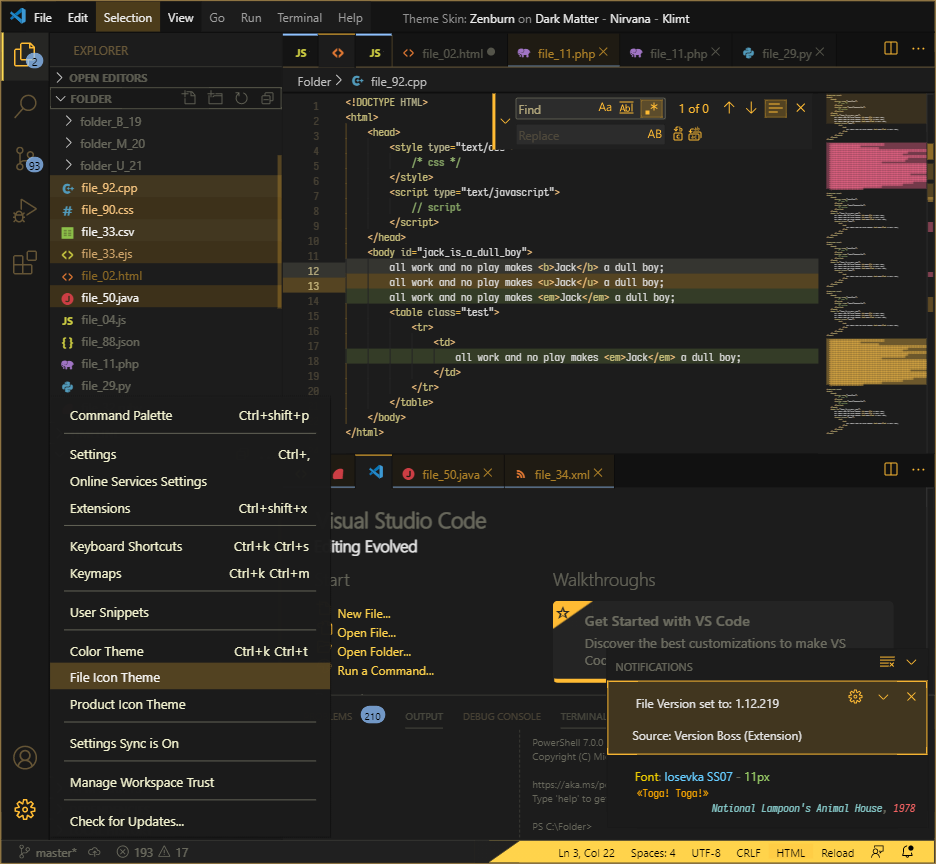 File Edit Selection View Go Run Terminal Help Theme Skin: Zenburn on Dark Matter - Nirvana - Klimt
2
EXPLORER
JS <> JS <> file_02.html file_11.php file_11.php file_29.py
OPEN EDITORS
Folder > file_92.cpp
FOLDER
folder_B_19
folder_M_20
folder_U_21
93
file_92.cpp
# file_90.css
file_33.csv
<> file_33.ejs
<> file_02.html
file_50.java
JS file_04.js
{} file_88.json
file_11.php
file_29.py
Find Aa Abl .* 1 of 0
Replace AB
1 <!DOCTYPE HTML>
2 <html>
3 <head>
4 <style type="text/css
5 /* css */
6 </style>
7 <script type="text/javascript">
8 // script
9 </script>
10 </head>
11 <body id="jack_is_a_dull_boy">
12 all work and no play makes <b>Jack</b> a dull boy;
13 all work and no play makes <u>Jack</u> a dull boy;
14 all work and no play makes <em>Jack</em> a dull boy;
15 <table class="test">
16 <tr>
17 <td>
18 all work and no play makes <em>Jack</em> a dull boy;
19 </td>
20 </tr>
</table>
</body>
</html>
Command Palette Ctrl+shift+p
Settings Ctrl+,
Online Services Settings
Extensions Ctrl+shift+x
Keyboard Shortcuts Ctrl+k Ctrl+s
Keymaps Ctrl+k Ctrl+m
User Snippets
Color Theme Ctrl+k Ctrl+t
File Icon Theme
Product Icon Theme
Settings Sync is On
Manage Workspace Trust
Check for Updates...
file_50.java file_34.xml
isual Studio Code
iting Evolved
art
New File...
Open File...
Open Folder...
Run a Command...
Walkthroughs
Get Started with VS Code
Discover the best customizations to make VS
Coc
NOTIFICATIONS
File Version set to: 1.12.219
Source: Version Boss (Extension)
Font: Iosevka SS07 - 11px
«Toga! Toga!»
National Lampoon's Animal House, 1978
LEMS 210 OUTPUT DEBUG CONSOLE TERMINAL
PowerShell 7.0.0
Copyright (C) Mi
https://aka.ms/p
Type 'help' to ge
PS C:\Folder>
master* 193 17 Ln 3, Col 22 Spaces: 4 UTF-8 CRLF HTML Reload